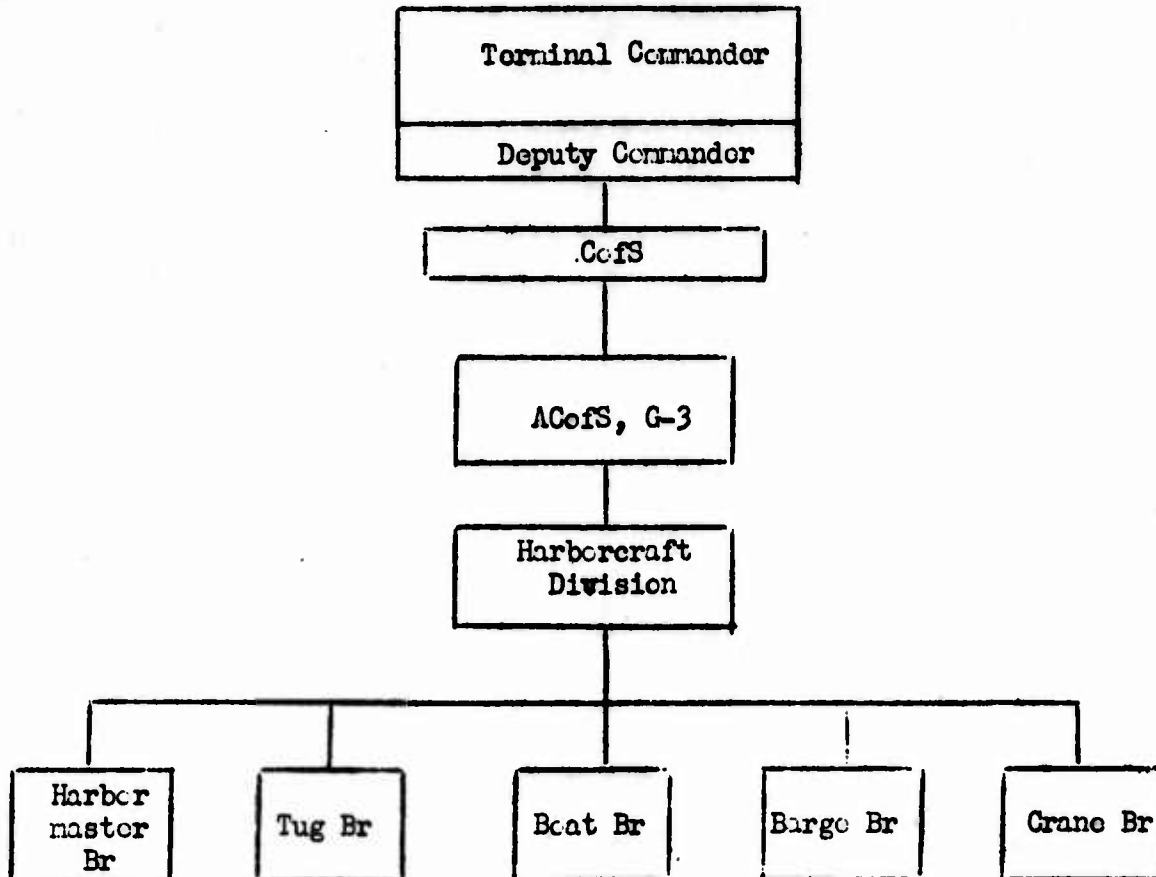 Terminal Commander
Deputy Commander
CofS
ACofS, G-3
Harborcraft
Division
Harbor
master
Br
Tug Br
Boat Br
Barge Br
Crane Br